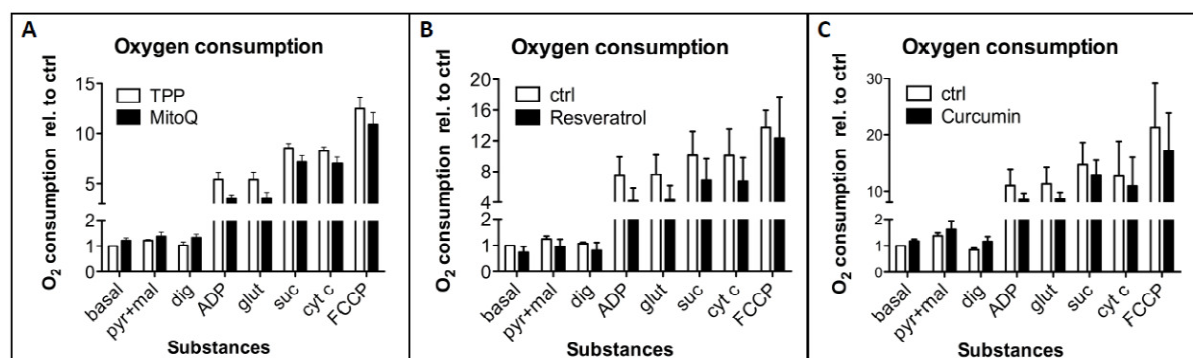 A
Oxygen consumption
O2 consumption rel. to ctrl
15
10
5
2
1
0
TPP
MitoQ
basal
pyr+mal
dig
ADP
glut
suc
cyt c
FCCP
Substances
B
Oxygen consumption
O2 consumption rel. to ctrl
20
16
12
8
4
2
1
0
ctrl
Resveratrol
basal
pyr+mal
dig
ADP
glut
suc
cyt c
FCCP
Substances
C
Oxygen consumption
O2 consumption rel. to ctrl
30
20
10
2
1
0
ctrl
Curcumin
basal
pyr+mal
dig
ADP
glut
suc
cyt c
FCCP
Substances